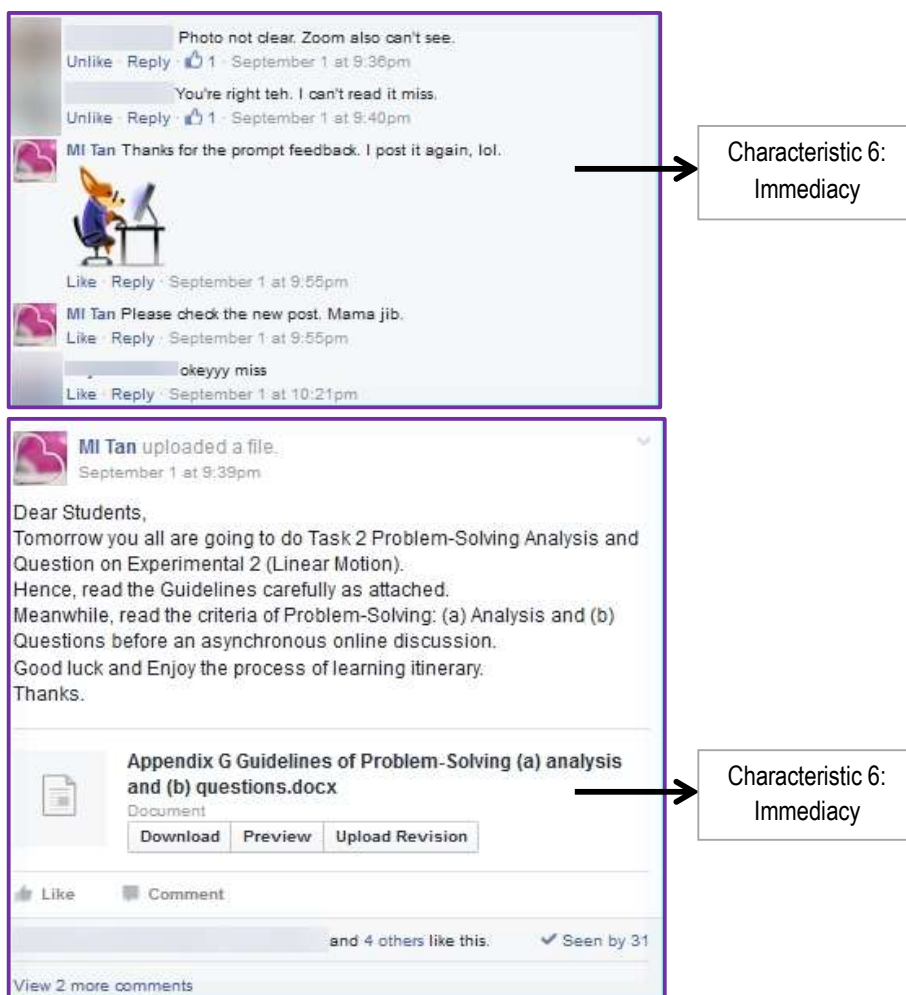 Photo not clear. Zoom also can't see.
Unlike · Reply · 1 · September 1 at 9:36pm
You're right teh. I can't read it miss.
Unlike · Reply · 1 · September 1 at 9:40pm
MI Tan Thanks for the prompt feedback. I post it again, lol.
Like · Reply · September 1 at 9:55pm
MI Tan Please check the new post. Mama jib.
Like · Reply · September 1 at 9:55pm
okeyyy miss
Like · Reply · September 1 at 10:21pm
Characteristic 6:
Immediacy
MI Tan uploaded a file.
September 1 at 9:39pm
Dear Students,
Tomorrow you all are going to do Task 2 Problem-Solving Analysis and
Question on Experimental 2 (Linear Motion).
Hence, read the Guidelines carefully as attached.
Meanwhile, read the criteria of Problem-Solving: (a) Analysis and (b)
Questions before an asynchronous online discussion.
Good luck and Enjoy the process of learning itinerary.
Thanks.
Appendix G Guidelines of Problem-Solving (a) analysis
and (b) questions.docx
Document
Download Preview Upload Revision
Like Comment
and 4 others like this. Seen by 31
View 2 more comments
Characteristic 6:
Immediacy